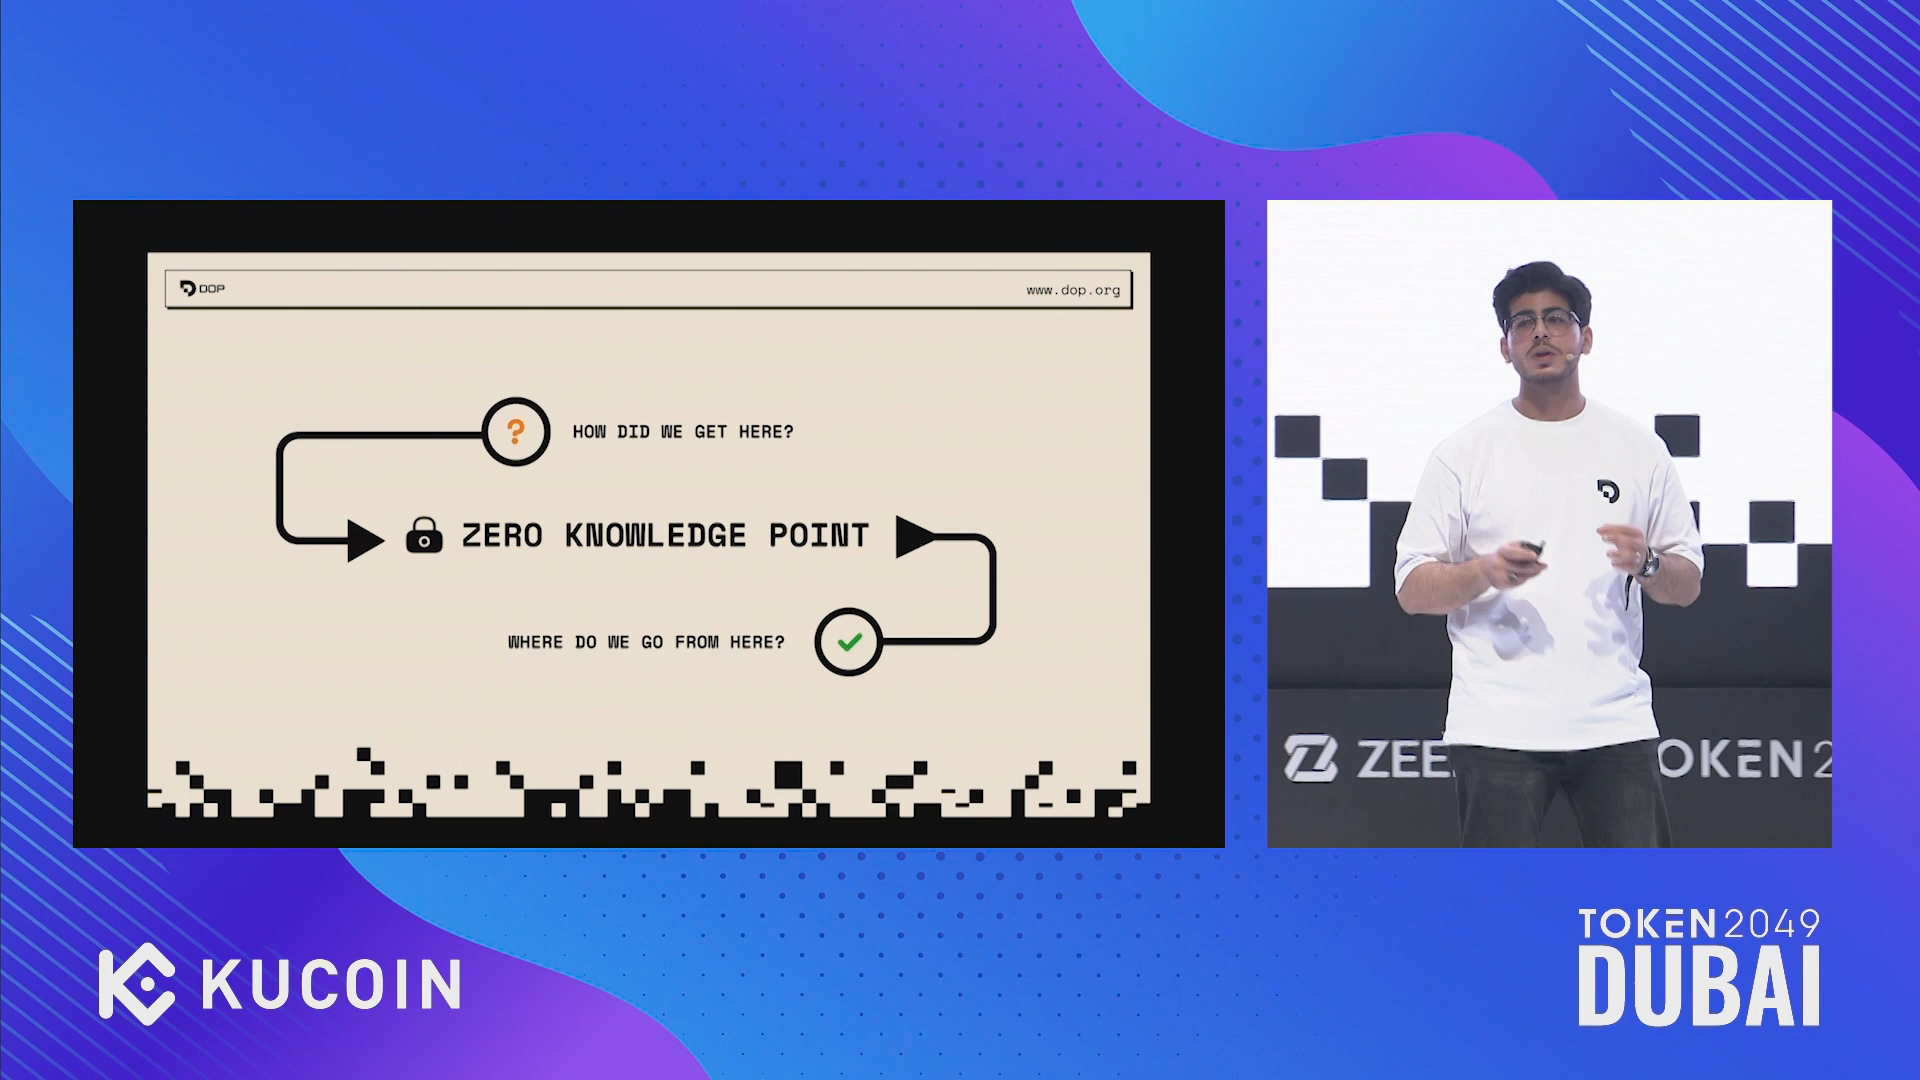 DOP
www.dop.org
HOW DID WE GET HERE?
ZERO KNOWLEDGE POINT
WHERE DO WE GO FROM HERE?
ZEE
OKEN2
KUCOIN
TOKEN2049
DUBAI